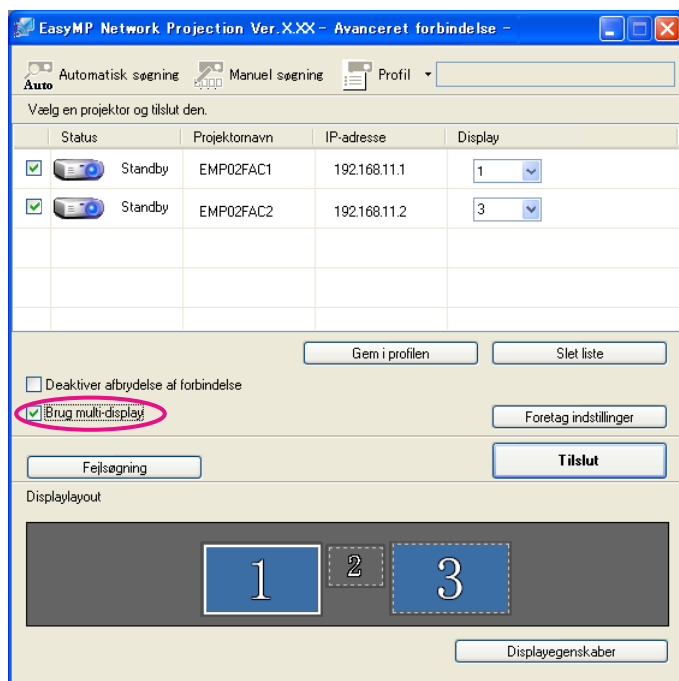 EasyMP Network Projection Ver.X.XX – Avanceret forbindelse –
Auto Automatisk søgning Manuel søgning Profil
Vælg en projektor og tilslut den.
Status Projektornavn IP-adresse Display
Standby EMP02FAC1 192.168.11.1 1
Standby EMP02FAC2 192.168.11.2 3
Gem i profilen Slet liste
Deaktiver afbrydelse af forbindelse
Brug multi-display
Foretag indstillinger
Fejlsøgning
Tilslut
Displaylayout
1 2 3
Displayegenskaber